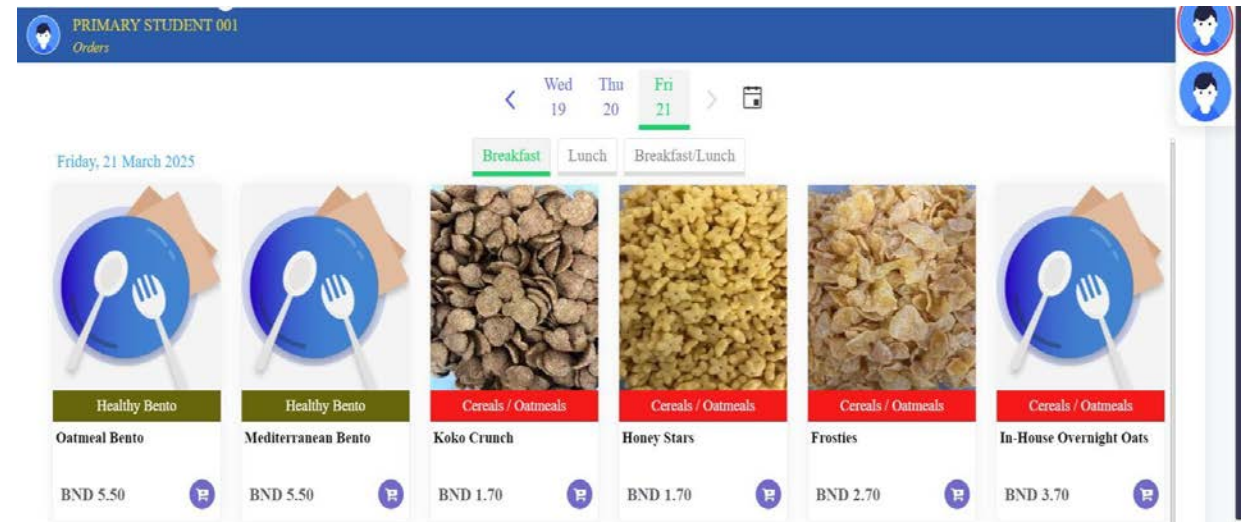 PRIMARY STUDENT 001
Orders
Wed Thu Fri
19 20 21
Friday, 21 March 2025
Breakfast Lunch Breakfast/Lunch
Healthy Bento Healthy Bento Cereals / Oatmeals Cereals / Oatmeals Cereals / Oatmeals Cereals / Oatmeals
Oatmeal Bento Mediterranean Bento Koko Crunch Honey Stars Frosties In-House Overnight Oats
BND 5.50 BND 5.50 BND 1.70 BND 1.70 BND 2.70 BND 3.70